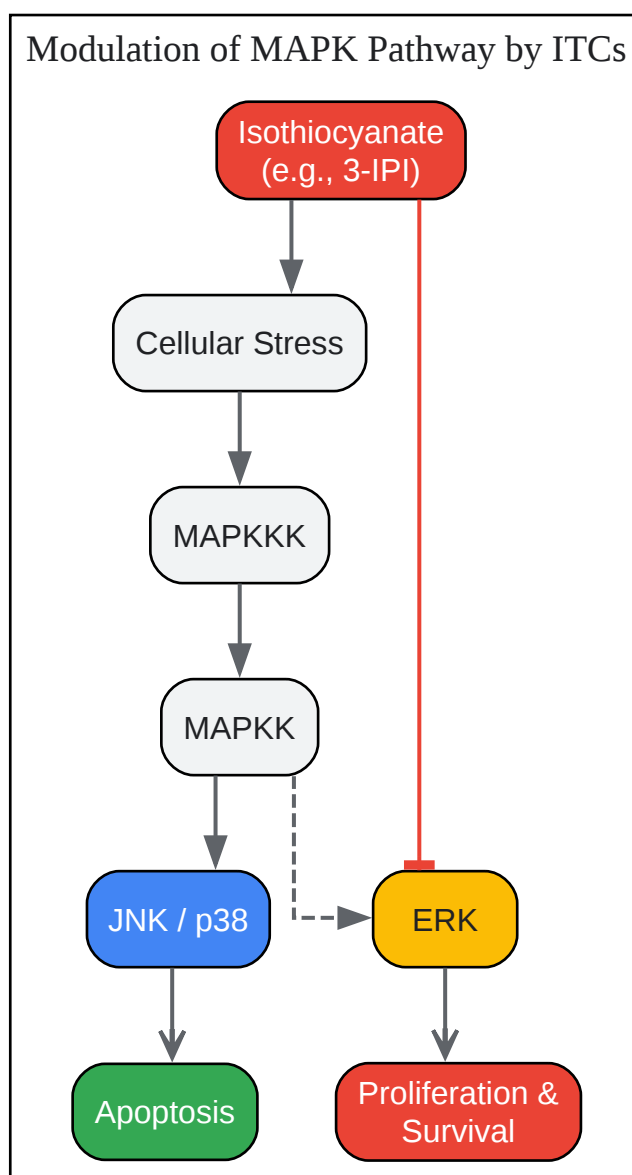 Modulation of MAPK Pathway by ITCs
Isothiocyanate
(e.g., 3-IPI)
Cellular Stress
MAPKKK
MAPKK
JNK / p38
ERK
Apoptosis
Proliferation &
Survival